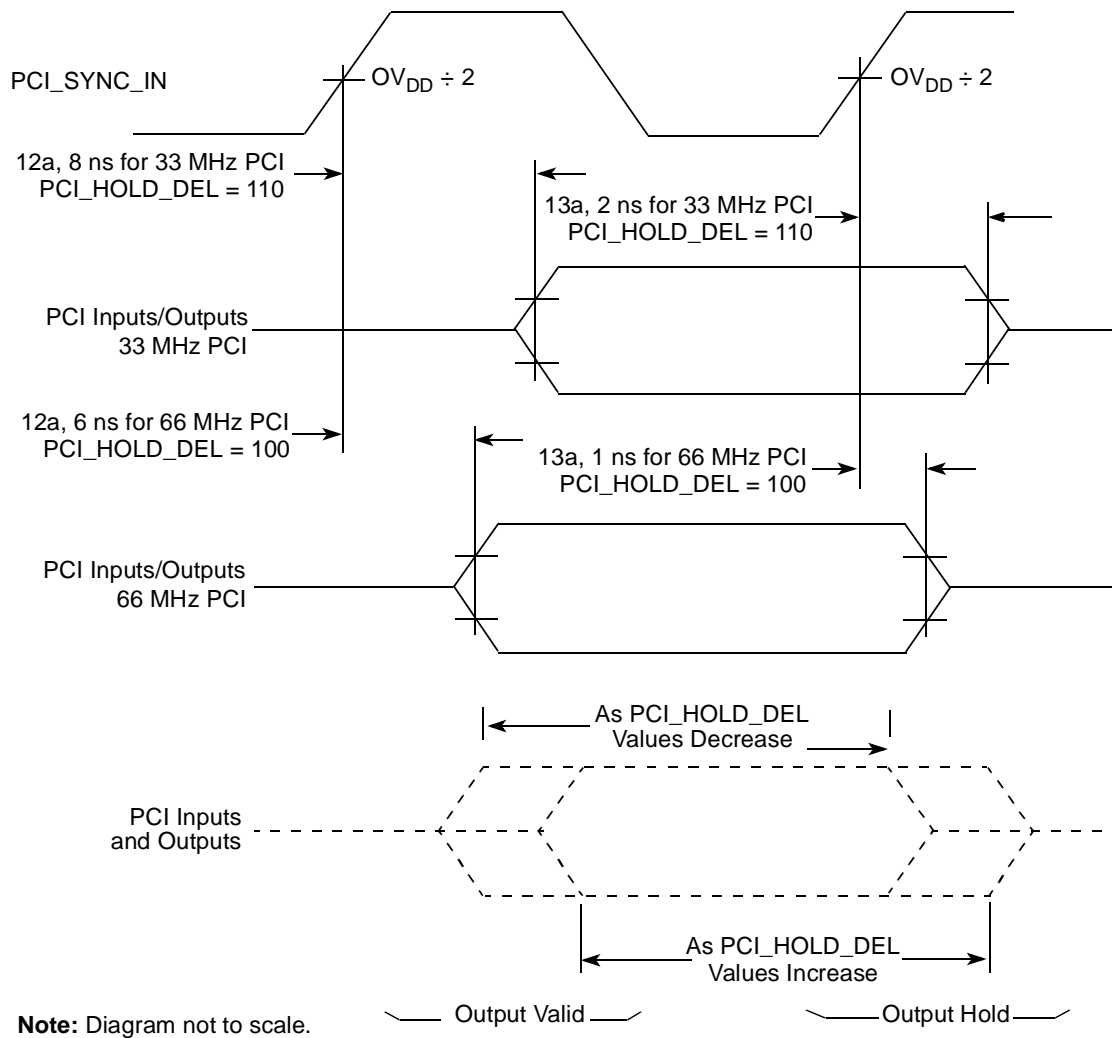 PCI_SYNC_IN
OV_DD ÷ 2
OV_DD ÷ 2
12a, 8 ns for 33 MHz PCI
PCI_HOLD_DEL = 110
13a, 2 ns for 33 MHz PCI
PCI_HOLD_DEL = 110
PCI Inputs/Outputs
33 MHz PCI
12a, 6 ns for 66 MHz PCI
PCI_HOLD_DEL = 100
13a, 1 ns for 66 MHz PCI
PCI_HOLD_DEL = 100
PCI Inputs/Outputs
66 MHz PCI
As PCI_HOLD_DEL
Values Decrease
PCI Inputs
and Outputs
As PCI_HOLD_DEL
Values Increase
Note: Diagram not to scale.
Output Valid
Output Hold